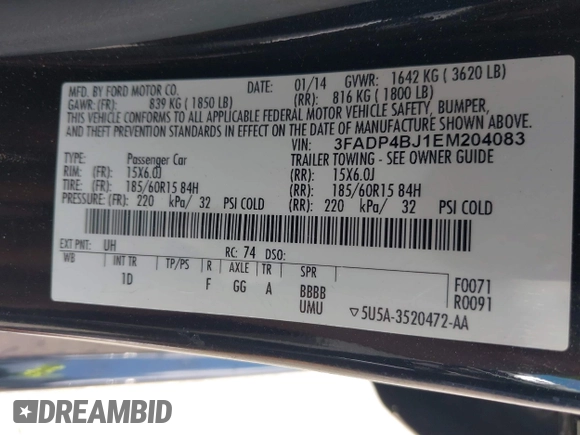 MFD. BY FORD MOTOR CO. DATE: 01/14 GVWR: 1642 KG ( 3620 LB)
GAWR: (FR): 839 KG ( 1850 LB) (RR): 816 KG ( 1800 LB)
THIS VEHICLE CONFORMS TO ALL APPLICABLE FEDERAL MOTOR VEHICLE SAFETY, BUMPER,
AND THEFT PREVENTION STANDARDS IN EFFECT ON THE DATE OF MANUFACTURE SHOWN ABOVE.
VIN: 3FADP4BJ1EM204083
TYPE: Passenger Car TRAILER TOWING - SEE OWNER GUIDE
RIM: (FR): 15X6.0J (RR): 15X6.0J
TIRE: (FR): 185/60R15 84H (RR): 185/60R15 84H
PRESSURE: (FR): 220 kPa/ 32 PSI COLD (RR): 220 kPa/ 32 PSI COLD
EXT PNT: UH RC: 74 DSO:
WB INT TR TP/PS R AXLE TR SPR F0071
1D F GG A BBBB R0091
UMU ▽5U5A-3520472-AA
DREAMBID